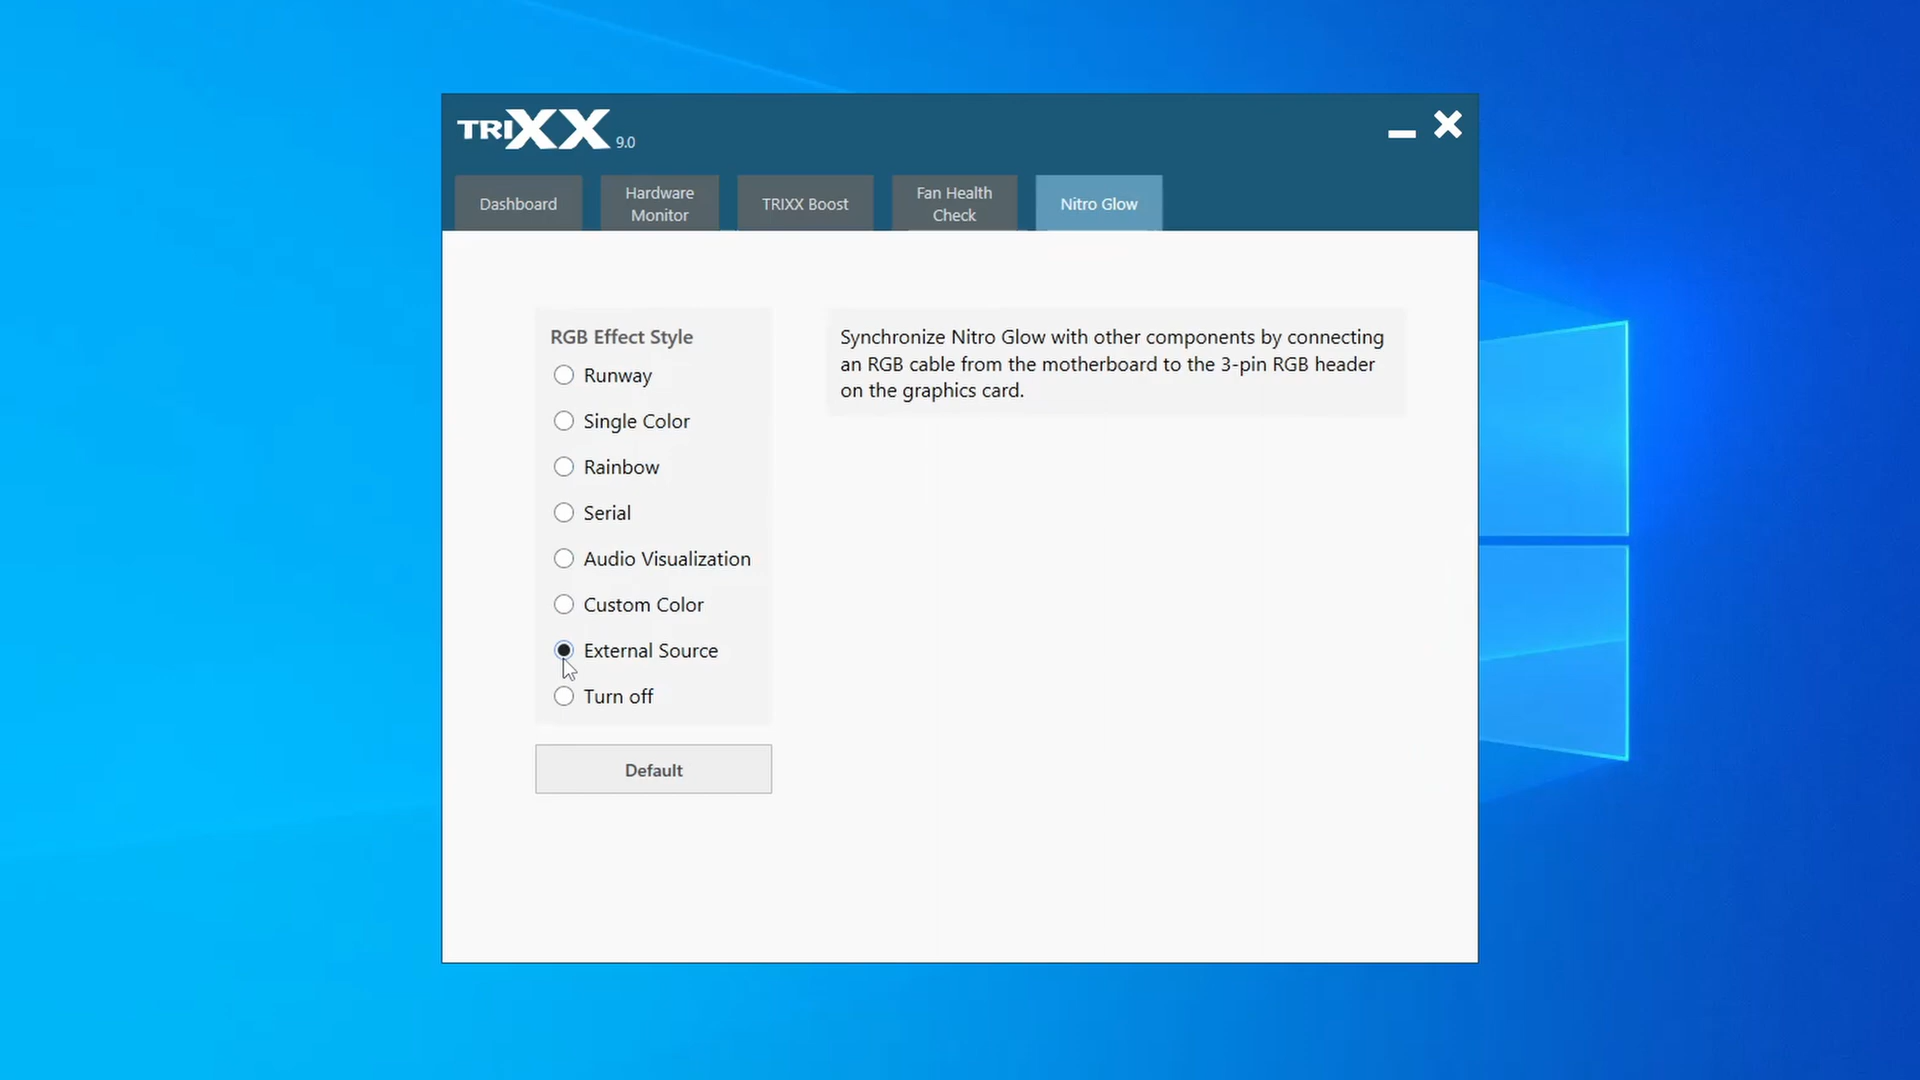 TRIXX 9.0
Dashboard
Hardware
Monitor
TRIXX Boost
Fan Health
Check
Nitro Glow
RGB Effect Style
Runway
Single Color
Rainbow
Serial
Audio Visualization
Custom Color
External Source
Turn off
Default
Synchronize Nitro Glow with other components by connecting
an RGB cable from the motherboard to the 3-pin RGB header
on the graphics card.